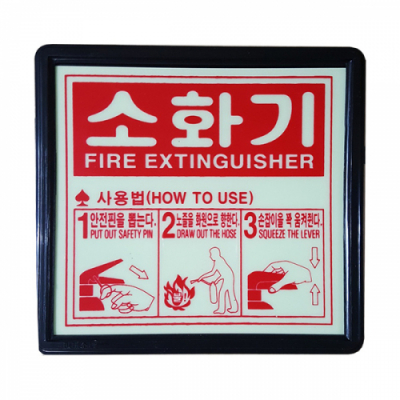 소화기
FIRE EXTINGUISHER
♠ 사용법(HOW TO USE)
1 안전핀을 뽑는다.
PUT OUT SAFETY PIN
2 노즐을 화원으로 향한다.
DRAW OUT THE HOSE
3 손잡이을 꽉 움켜쥔다.
SQUEEZE THE LEVER